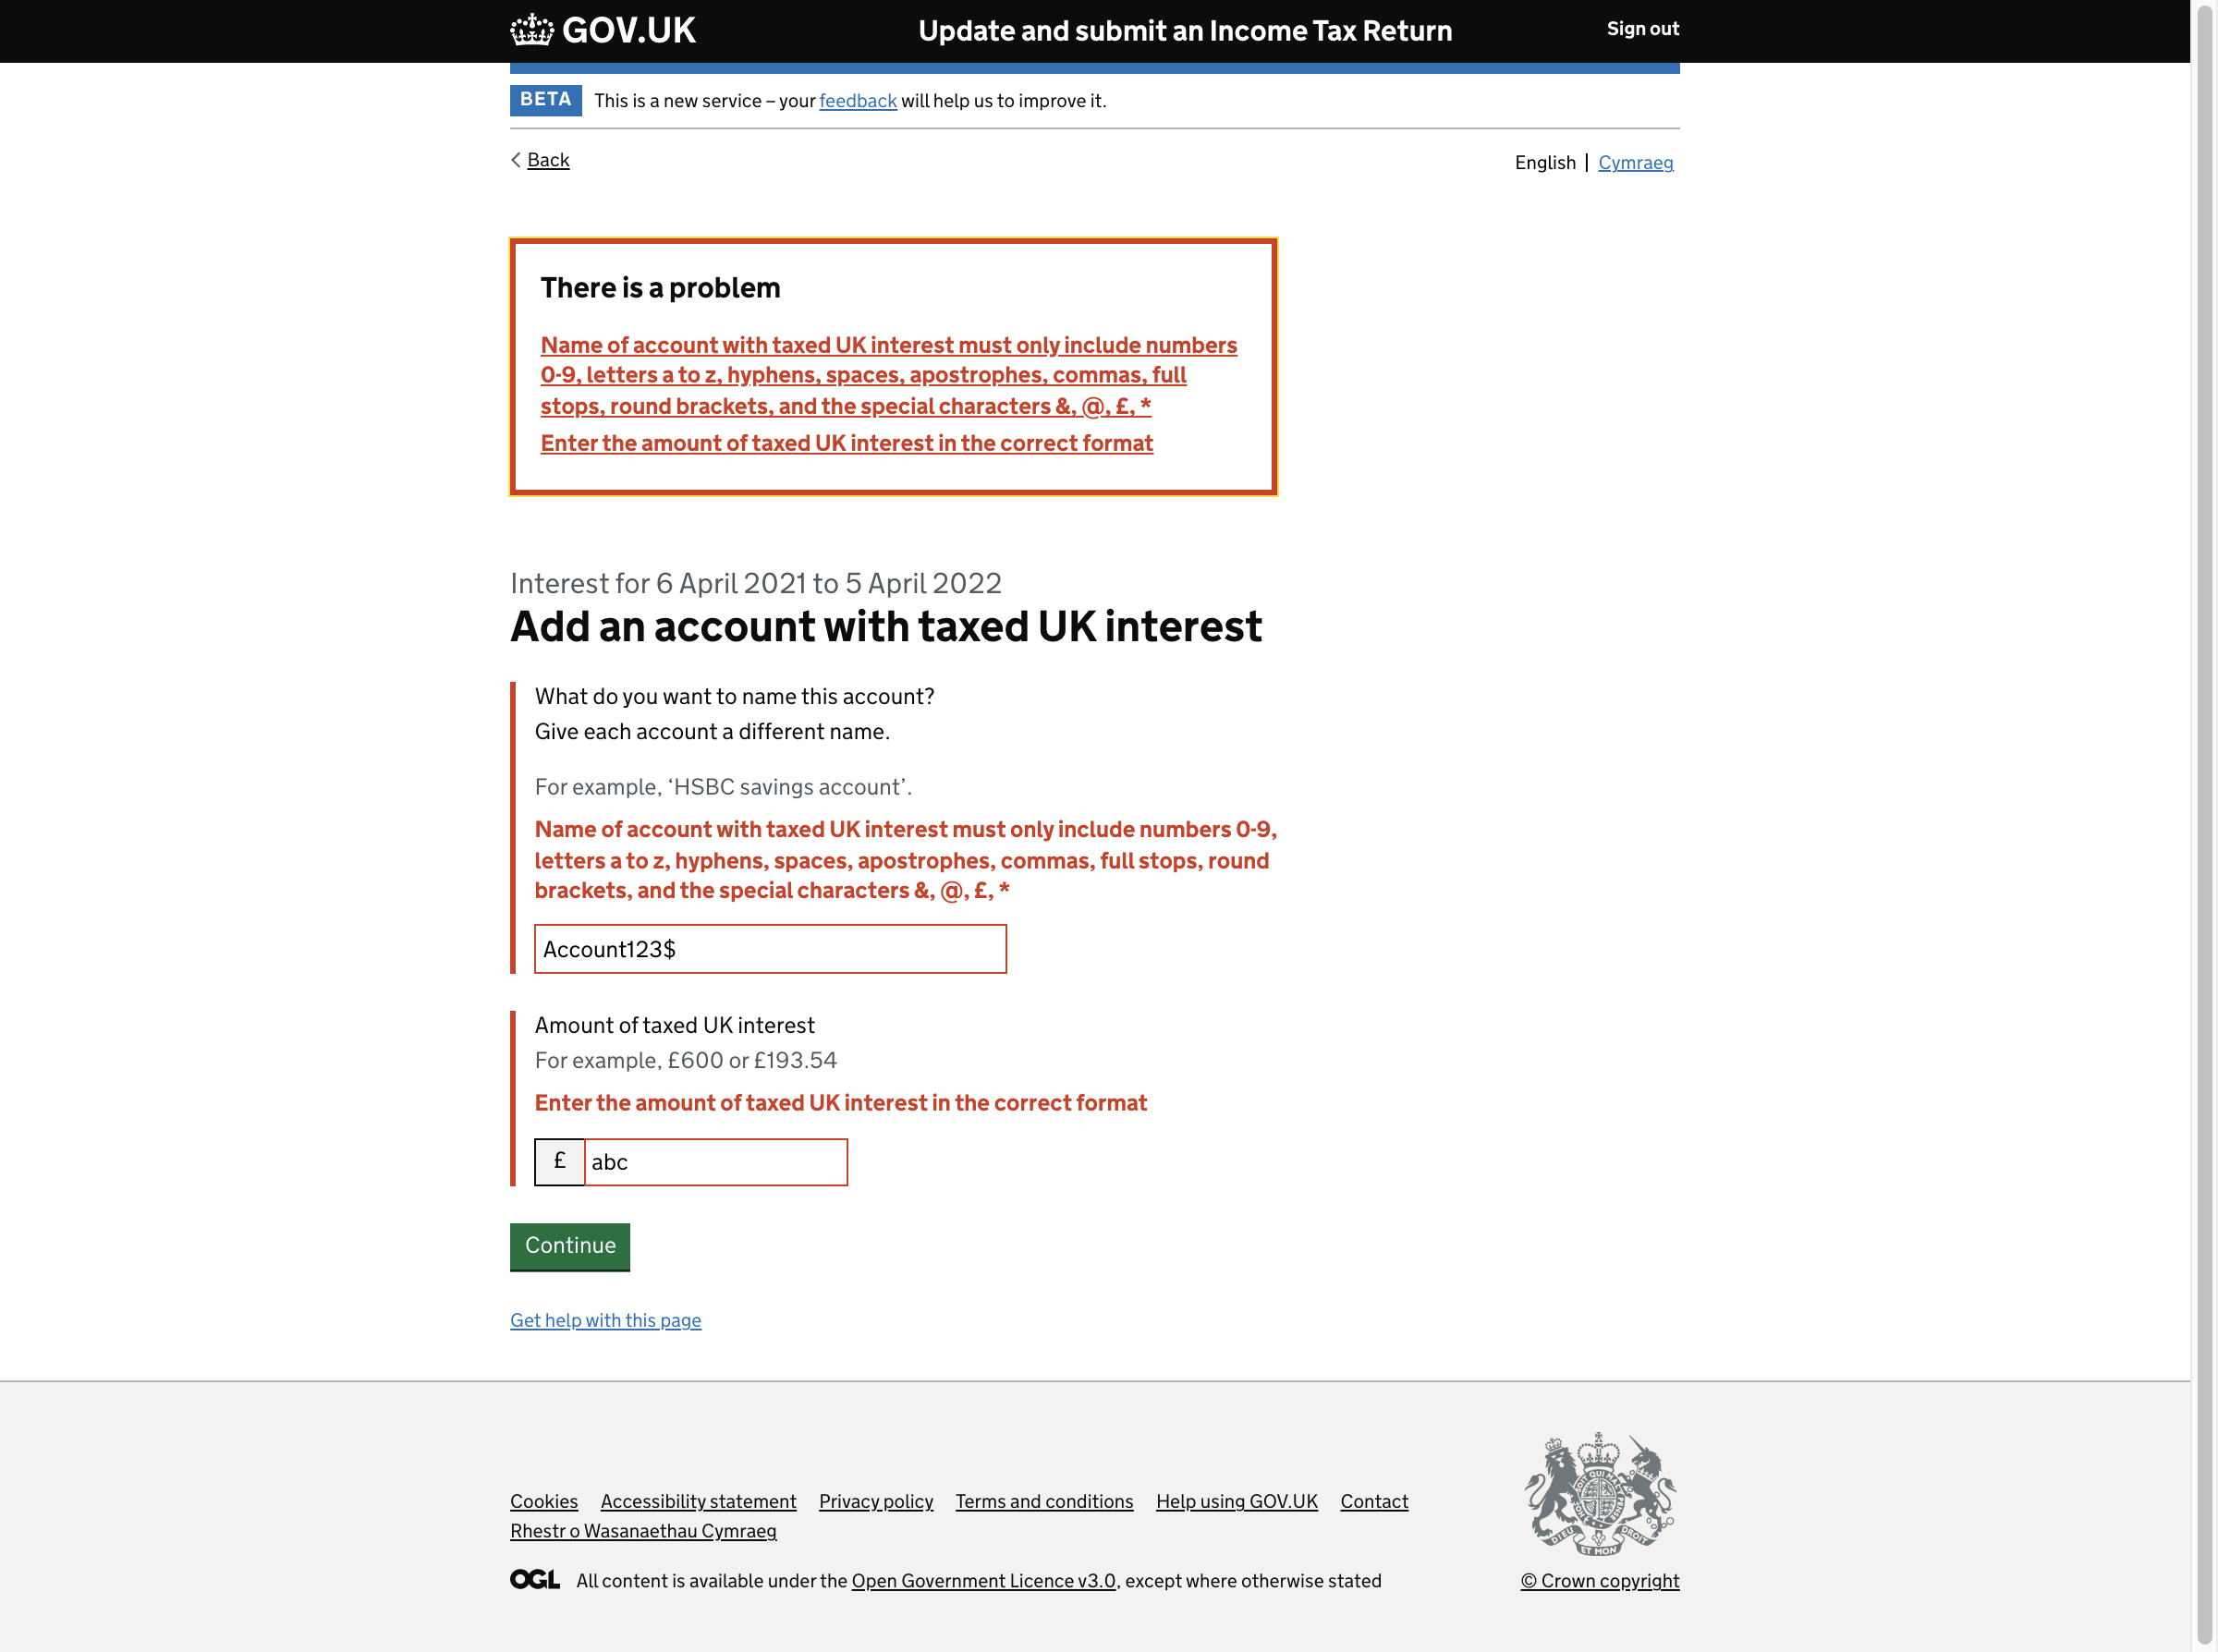 GOV.UK Update and submit an Income Tax Return Sign out
BETA This is a new service – your feedback will help us to improve it.
Back English | Cymraeg
There is a problem
Name of account with taxed UK interest must only include numbers
0-9, letters a to z, hyphens, spaces, apostrophes, commas, full
stops, round brackets, and the special characters &, @, £, *
Enter the amount of taxed UK interest in the correct format
Interest for 6 April 2021 to 5 April 2022
Add an account with taxed UK interest
What do you want to name this account?
Give each account a different name.
For example, ‘HSBC savings account’.
Name of account with taxed UK interest must only include numbers 0-9,
letters a to z, hyphens, spaces, apostrophes, commas, full stops, round
brackets, and the special characters &, @, £, *
Account123$
Amount of taxed UK interest
For example, £600 or £193.54
Enter the amount of taxed UK interest in the correct format
£ abc
Continue
Get help with this page
Cookies Accessibility statement Privacy policy Terms and conditions Help using GOV.UK Contact
Rhestr o Wasanaethau Cymraeg
DIEU ET MON DROIT
OGL All content is available under the Open Government Licence v3.0, except where otherwise stated
© Crown copyright